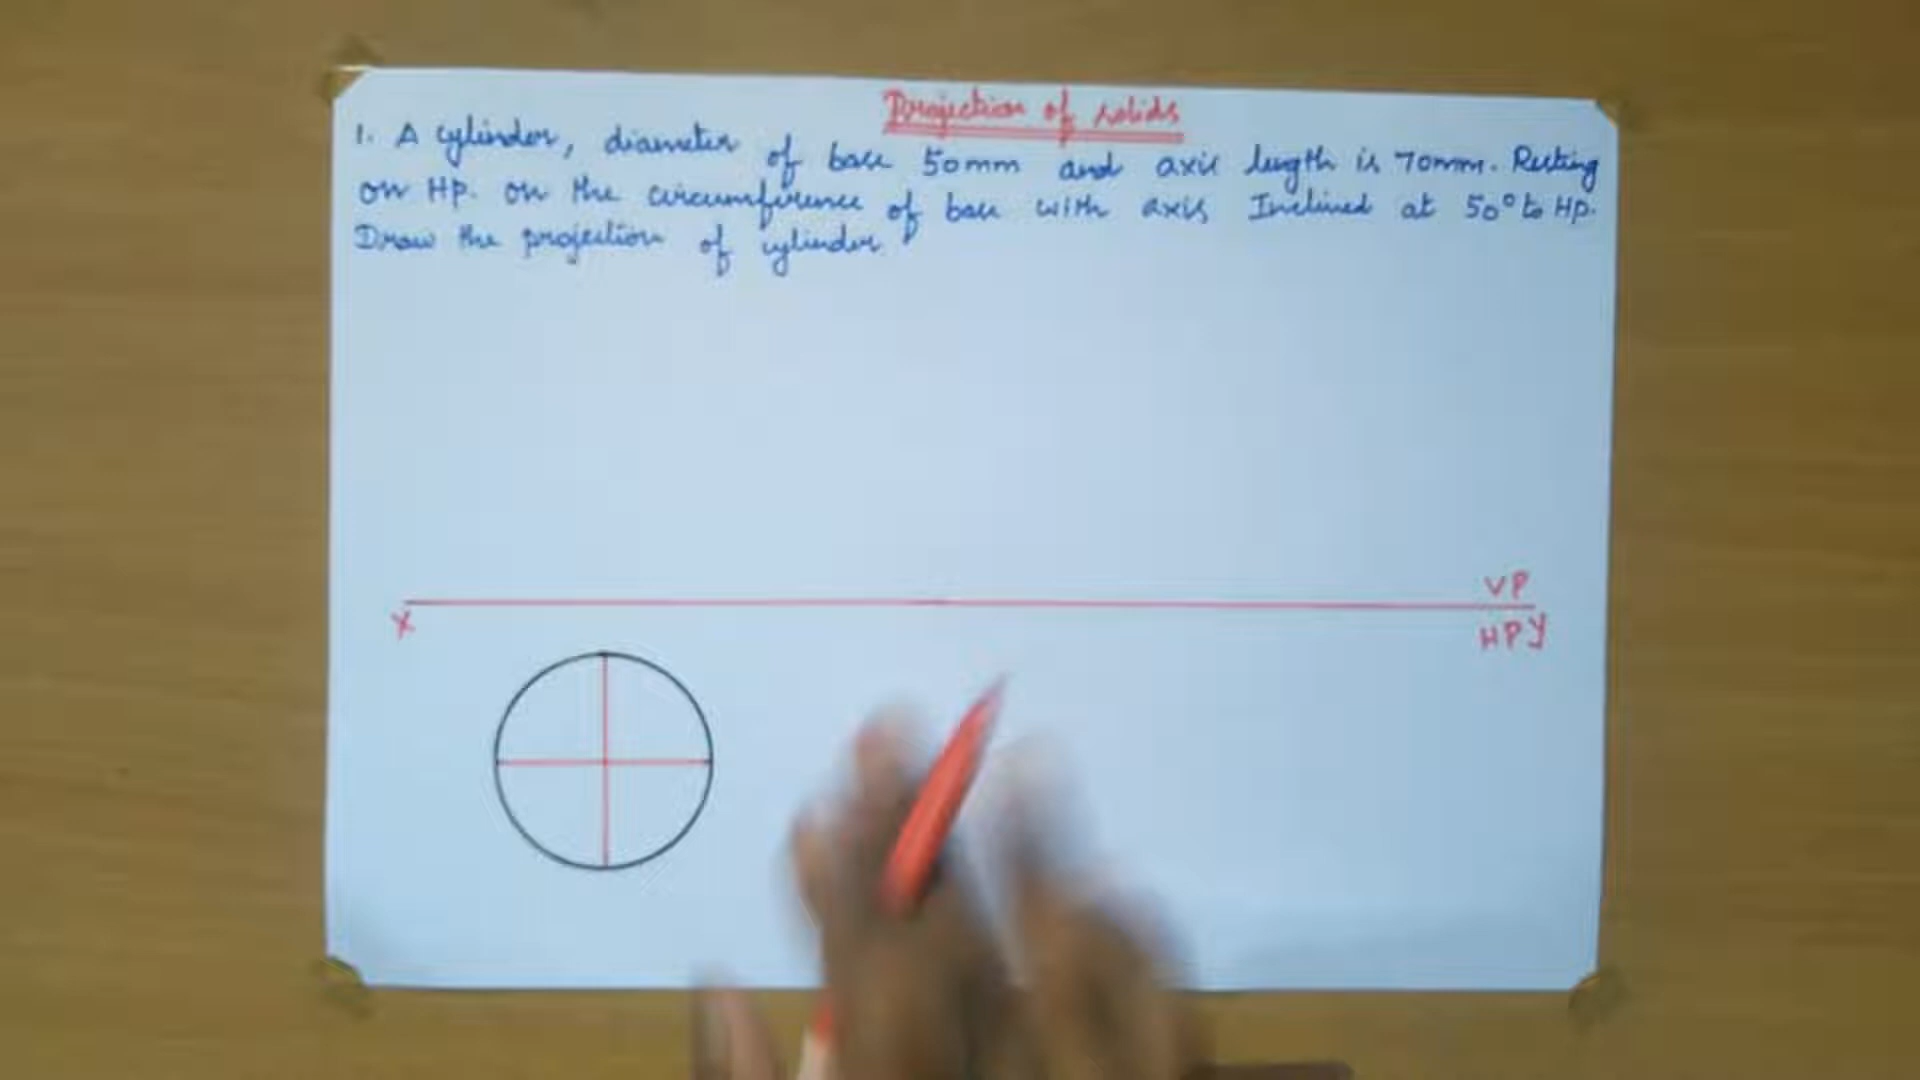 Projection of solids
1. A cylinder, diameter of base 50mm and axis length is 70mm. Resting
on HP. on the circumference of base with axis Inclined at 50° to HP.
Draw the projection of cylinder.
VP
X
HP Y